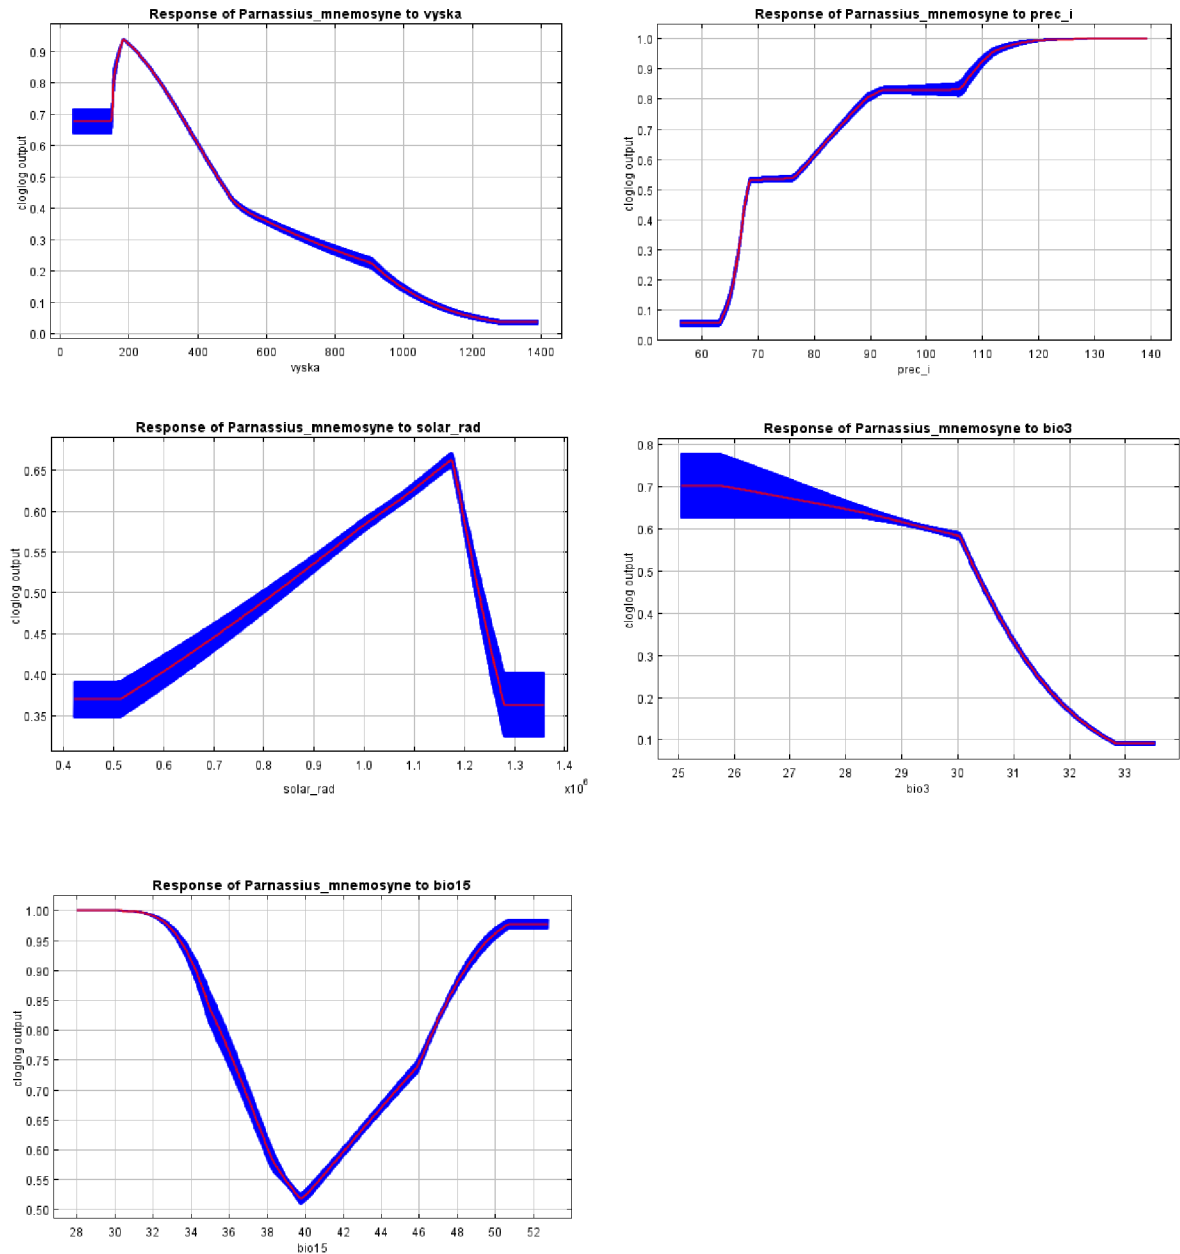 Response of Parnassius_mnemosyne to vyska
cloglog output
0.9
0.8
0.7
0.6
0.5
0.4
0.3
0.2
0.1
0.0
0 200 400 600 800 1000 1200 1400
vyska
Response of Parnassius_mnemosyne to prec_i
cloglog output
1.0
0.9
0.8
0.7
0.6
0.5
0.4
0.3
0.2
0.1
0.0
60 70 80 90 100 110 120 130 140
prec_i
Response of Parnassius_mnemosyne to solar_rad
cloglog output
0.65
0.60
0.55
0.50
0.45
0.40
0.35
0.4 0.5 0.6 0.7 0.8 0.9 1.0 1.1 1.2 1.3 1.4
solar_rad x10^6
Response of Parnassius_mnemosyne to bio3
cloglog output
0.8
0.7
0.6
0.5
0.4
0.3
0.2
0.1
25 26 27 28 29 30 31 32 33
bio3
Response of Parnassius_mnemosyne to bio15
cloglog output
1.00
0.95
0.90
0.85
0.80
0.75
0.70
0.65
0.60
0.55
0.50
28 30 32 34 36 38 40 42 44 46 48 50 52
bio15